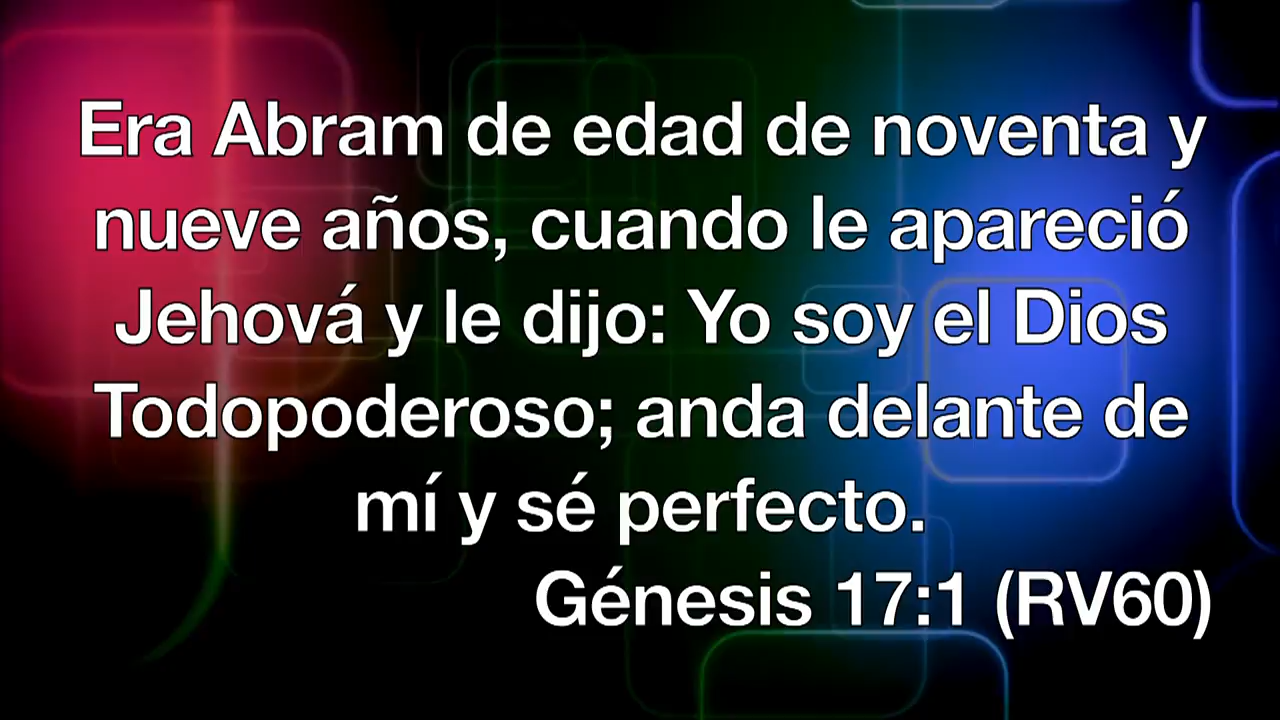 Era Abram de edad de noventa y
nueve años, cuando le apareció
Jehová y le dijo: Yo soy el Dios
Todopoderoso; anda delante de
mí y sé perfecto.
Génesis 17:1 (RV60)